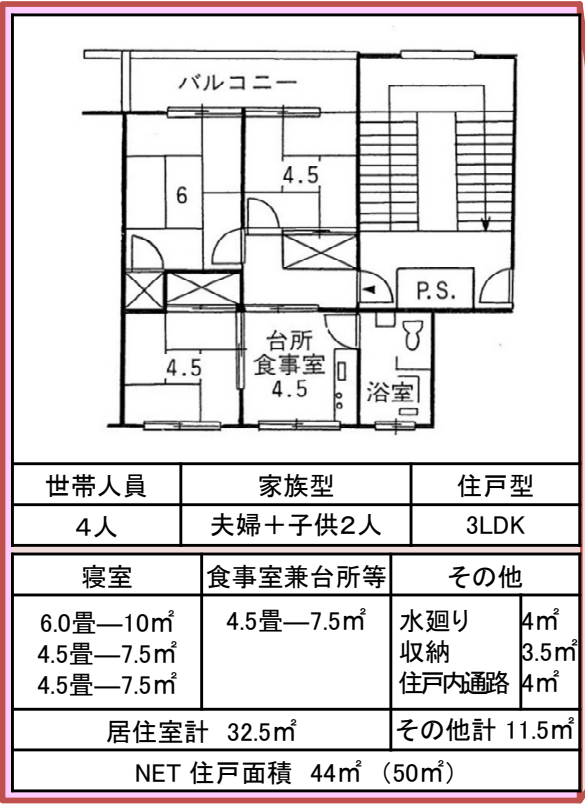 バルコニー
4.5
6
P.S.
台所
食事室
4.5
4.5
浴室
世帯人員 家族型 住戸型
4人 夫婦＋子供2人 3LDK
寝室 食事室兼台所等 その他
6.0畳―10㎡ 4.5畳―7.5㎡ 水廻り 4㎡
4.5畳―7.5㎡ 収納 3.5㎡
4.5畳―7.5㎡ 住戸内通路 4㎡
居住室計 32.5㎡ その他計 11.5㎡
NET 住戸面積 44㎡（50㎡）